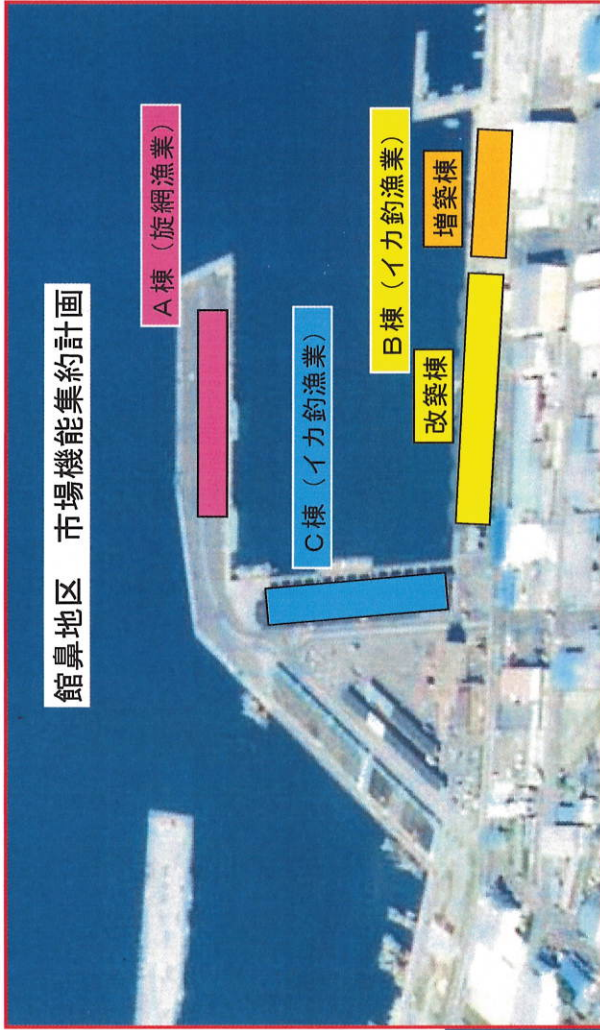 館鼻地区　市場機能集約計画
A棟（旋網漁業）
C棟（イカ釣漁業）
B棟（イカ釣漁業）
改築棟
増築棟